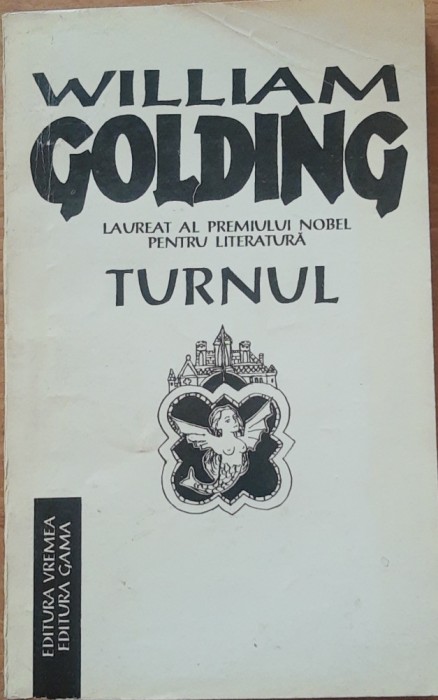 WILLIAM
GOLDING
LAUREAT AL PREMIULUI NOBEL
PENTRU LITERATURĂ
TURNUL
EDITURA VREMEA
EDITURA GAMA